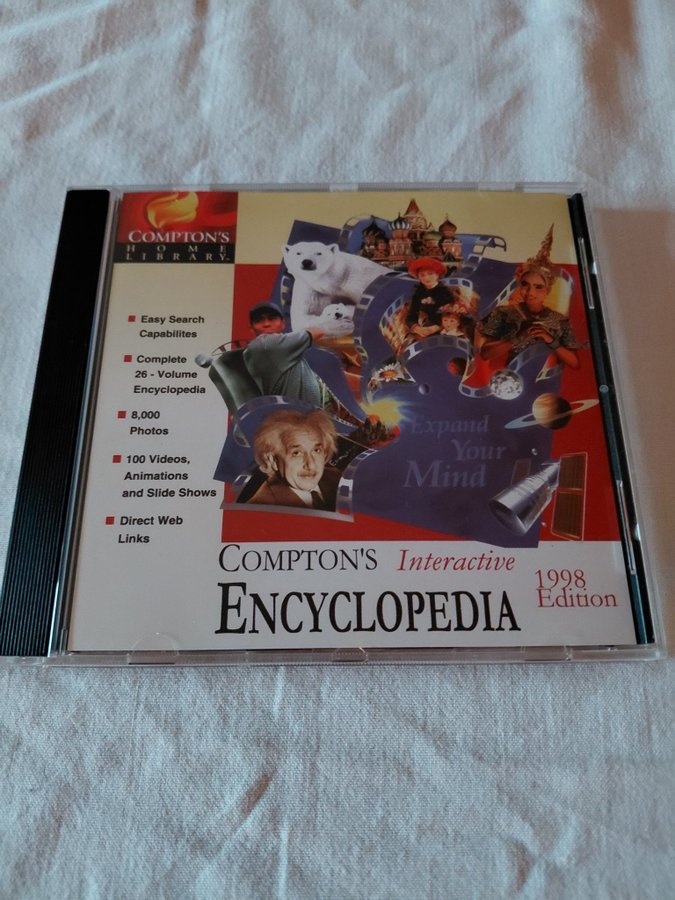 COMPTON'S
HOME
LIBRARY™
Easy Search
Capabilites
Complete
26 - Volume
Encyclopedia
8,000
Photos
100 Videos,
Animations
and Slide Shows
Direct Web
Links
Expand
Your
Mind
COMPTON'S Interactive
ENCYCLOPEDIA
1998
Edition